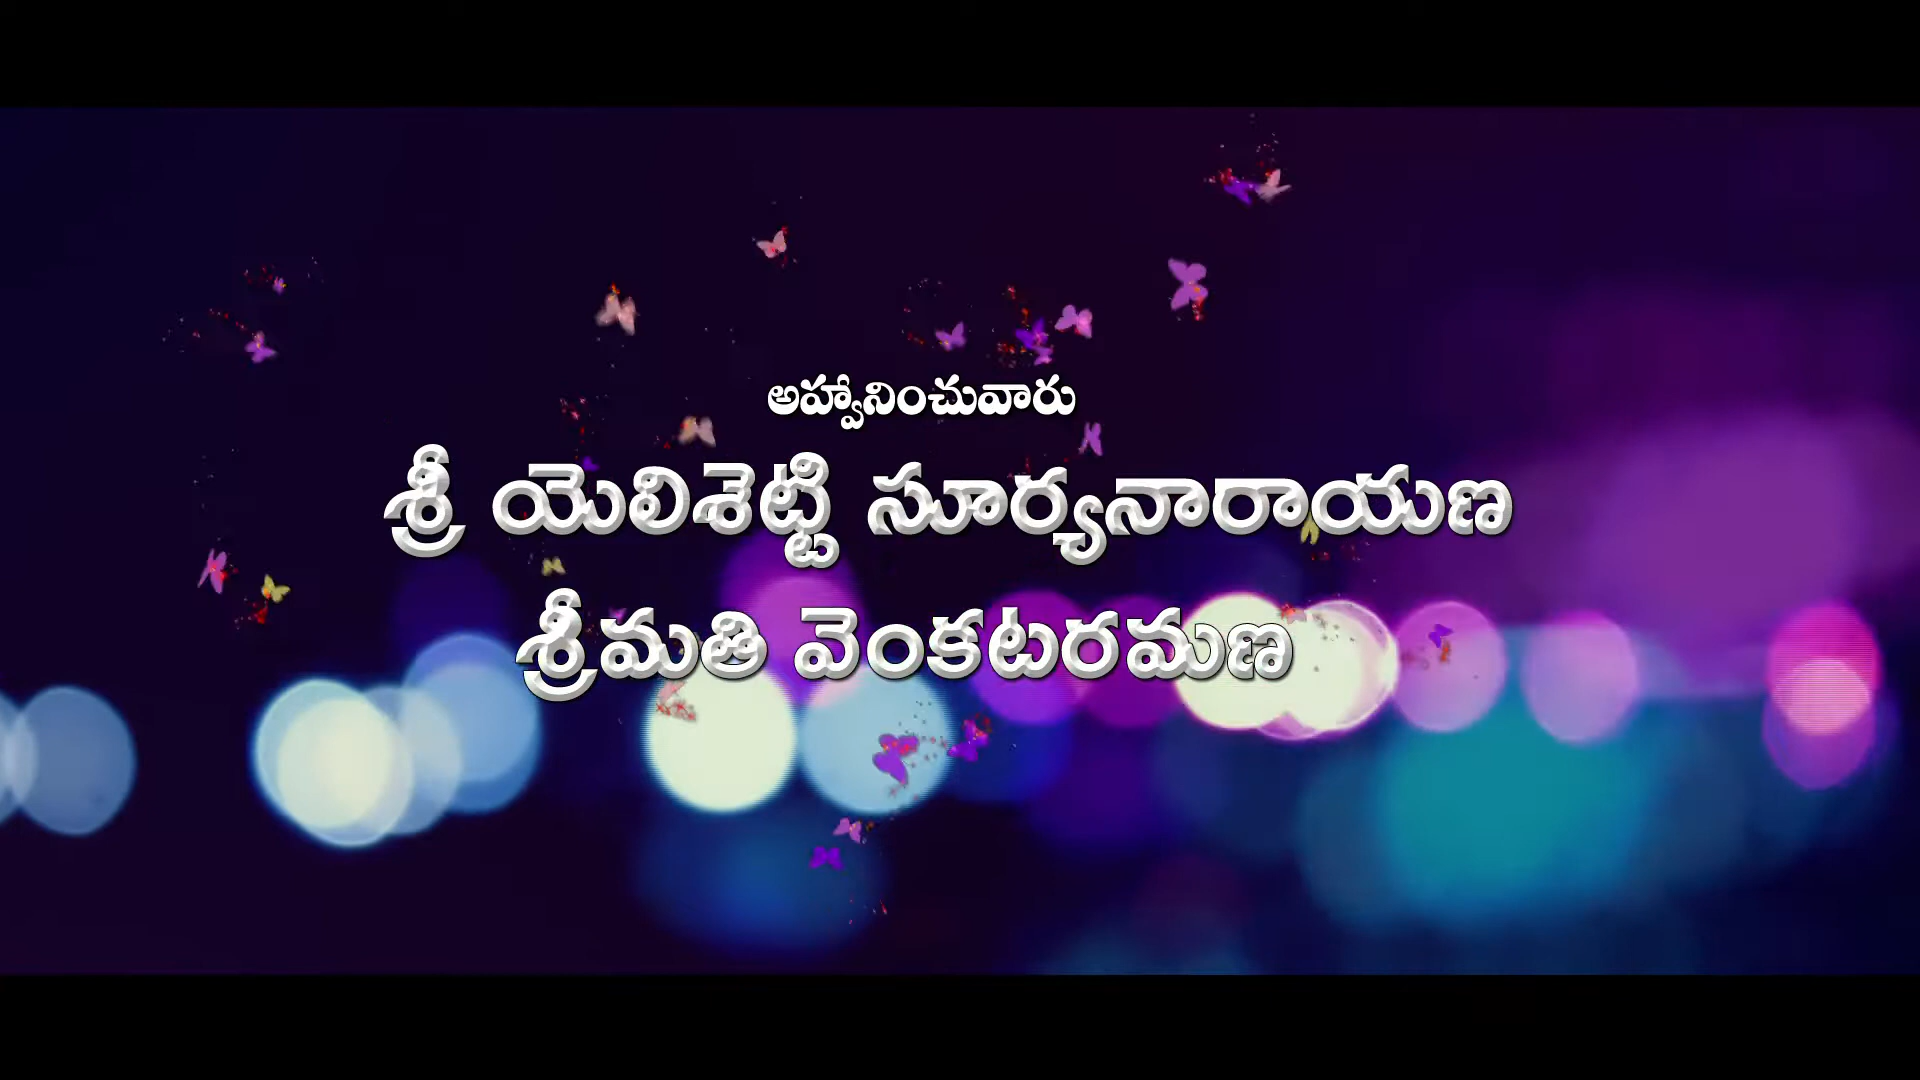 అహ్వానించువారు
శ్రీ యెలిశెట్టి సూర్యనారాయణ
శ్రీమతి వెంకటరమణ